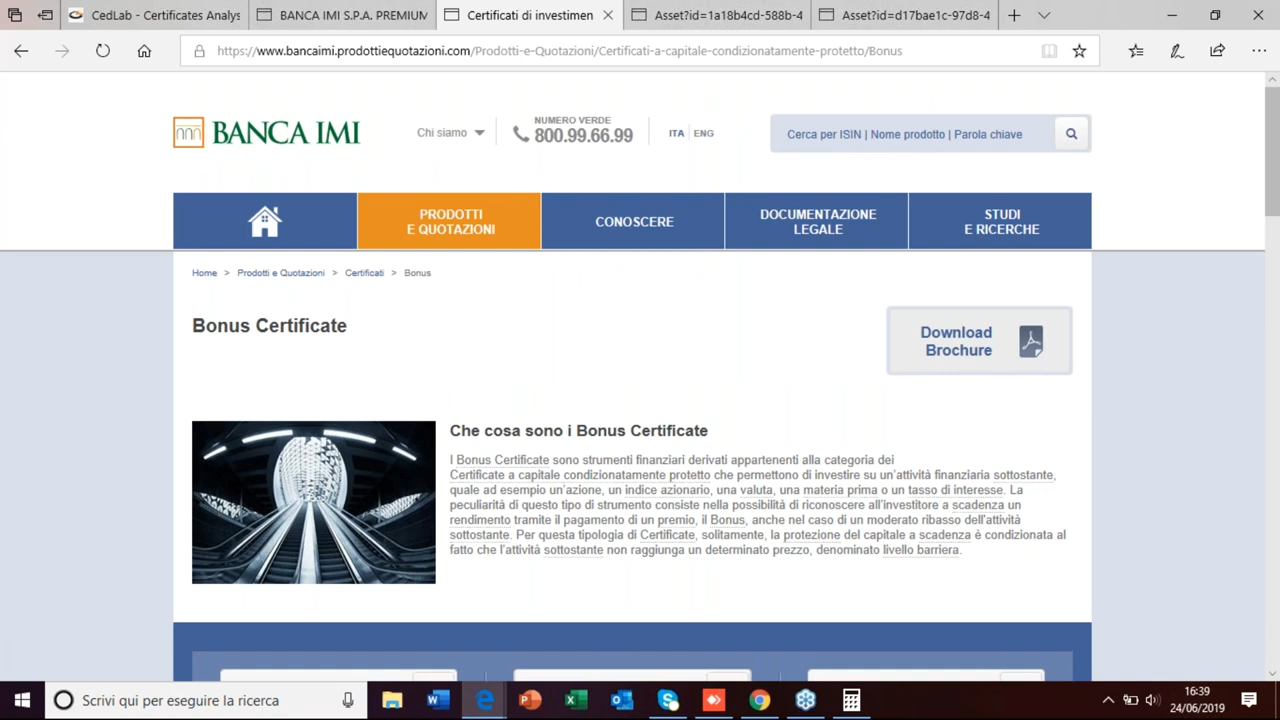 CedLab - Certificates Analys
BANCA IMI S.P.A. PREMIUM
Certificati di investimen
Asset?id=1a18b4cd-588b-4
Asset?id=d17bae1c-97d8-4
https://www.bancaimi.prodottiequotazioni.com/Prodotti-e-Quotazioni/Certificati-a-capitale-condizionatamente-protetto/Bonus
BANCA IMI
Chi siamo
NUMERO VERDE
800.99.66.99
ITA ENG
Cerca per ISIN | Nome prodotto | Parola chiave
PRODOTTI
E QUOTAZIONI
CONOSCERE
DOCUMENTAZIONE
LEGALE
STUDI
E RICERCHE
Home > Prodotti e Quotazioni > Certificati > Bonus
Bonus Certificate
Download
Brochure
Che cosa sono i Bonus Certificate
I Bonus Certificate sono strumenti finanziari derivati appartenenti alla categoria dei
Certificate a capitale condizionatamente protetto che permettono di investire su un'attività finanziaria sottostante,
quale ad esempio un'azione, un indice azionario, una valuta, una materia prima o un tasso di interesse. La
peculiarità di questo tipo di strumento consiste nella possibilità di riconoscere all'investitore a scadenza un
rendimento tramite il pagamento di un premio, il Bonus, anche nel caso di un moderato ribasso dell'attività
sottostante. Per questa tipologia di Certificate, solitamente, la protezione del capitale a scadenza è condizionata al
fatto che l'attività sottostante non raggiunga un determinato prezzo, denominato livello barriera.
Scrivi qui per eseguire la ricerca
16:39
24/06/2019